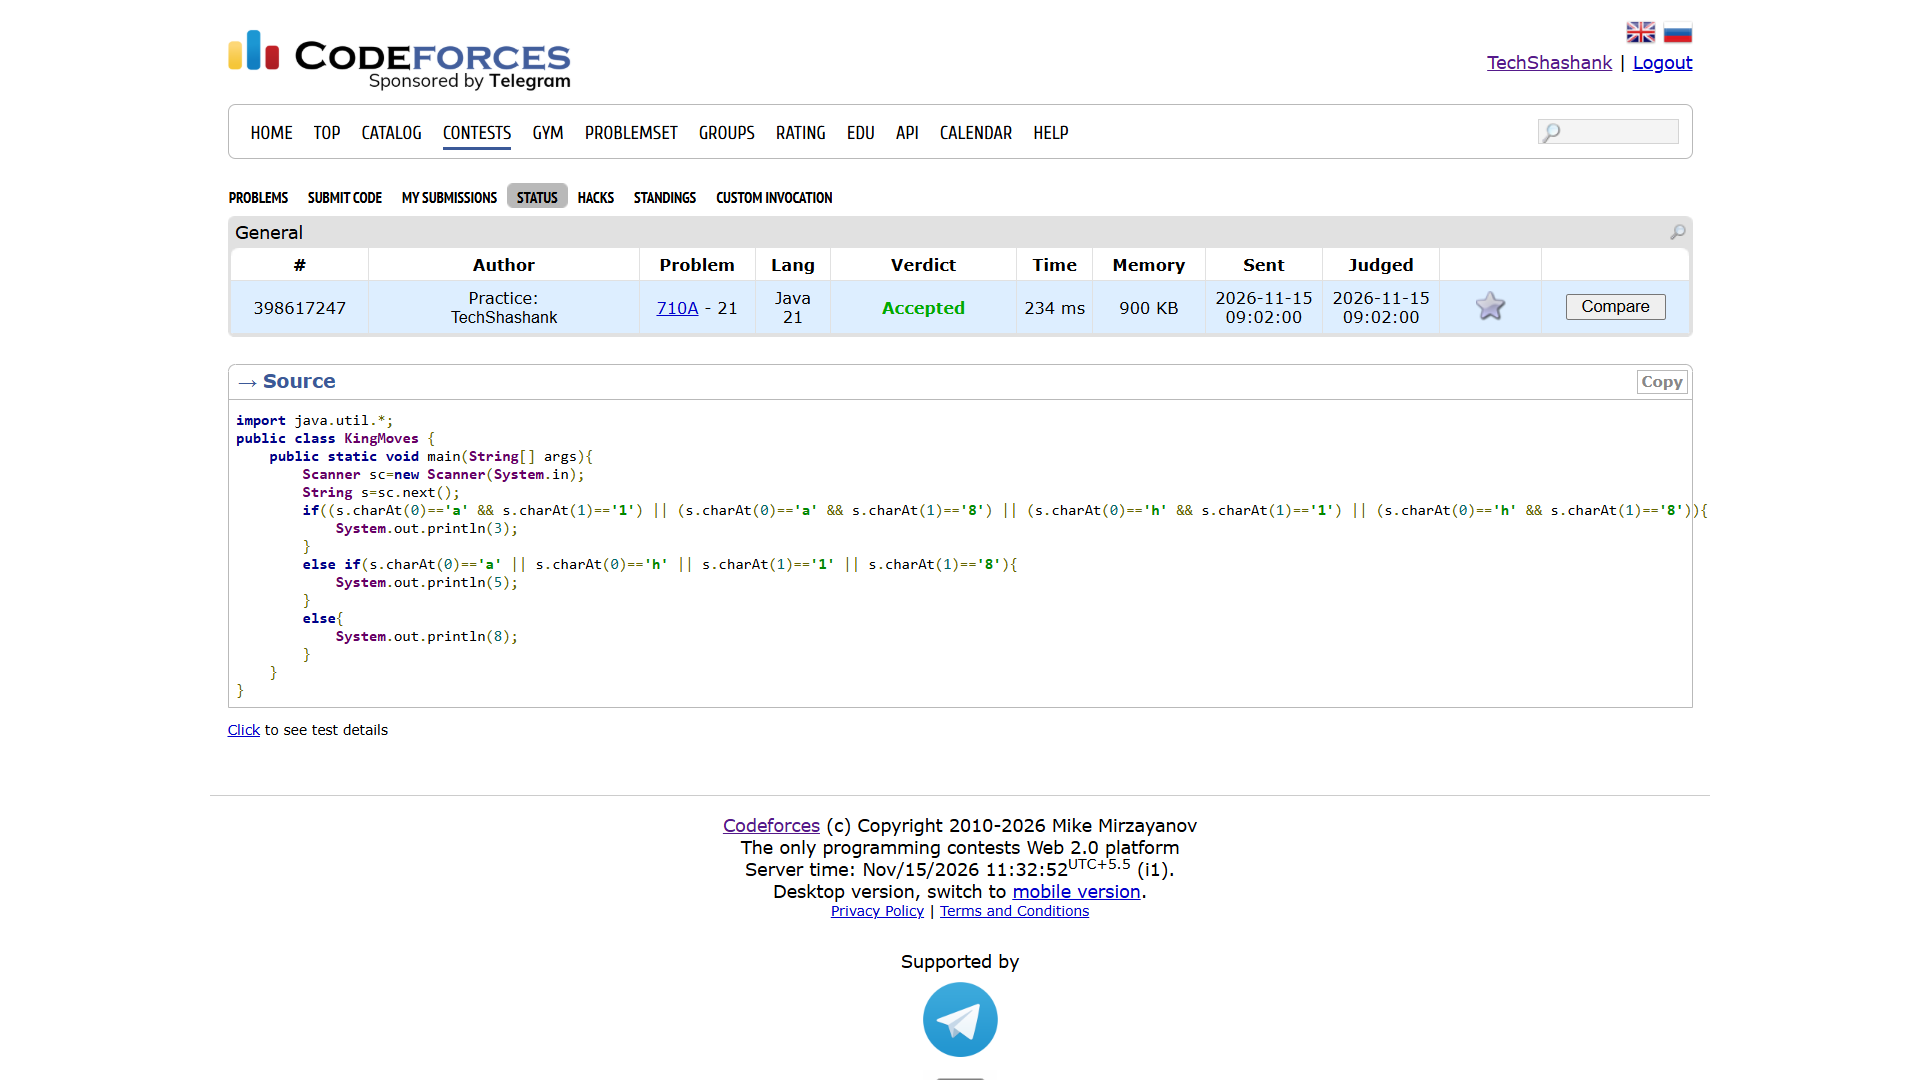 CODEFORCES
Sponsored by Telegram
TechShashank | Logout
HOME TOP CATALOG CONTESTS GYM PROBLEMSET GROUPS RATING EDU API CALENDAR HELP
PROBLEMS SUBMIT CODE MY SUBMISSIONS STATUS HACKS STANDINGS CUSTOM INVOCATION
General
# Author Problem Lang Verdict Time Memory Sent Judged
398617247 Practice: TechShashank 710A - 21 Java 21 Accepted 234 ms 900 KB 2026-11-15 09:02:00 2026-11-15 09:02:00 Compare
→ Source
Copy
import java.util.*;
public class KingMoves {
    public static void main(String[] args){
        Scanner sc=new Scanner(System.in);
        String s=sc.next();
        if((s.charAt(0)=='a' && s.charAt(1)=='1') || (s.charAt(0)=='a' && s.charAt(1)=='8') || (s.charAt(0)=='h' && s.charAt(1)=='1') || (s.charAt(0)=='h' && s.charAt(1)=='8')){
            System.out.println(3);
        }
        else if(s.charAt(0)=='a' || s.charAt(0)=='h' || s.charAt(1)=='1' || s.charAt(1)=='8'){
            System.out.println(5);
        }
        else{
            System.out.println(8);
        }
    }
}
Click to see test details
Codeforces (c) Copyright 2010-2026 Mike Mirzayanov
The only programming contests Web 2.0 platform
Server time: Nov/15/2026 11:32:52UTC+5.5 (i1).
Desktop version, switch to mobile version.
Privacy Policy | Terms and Conditions
Supported by